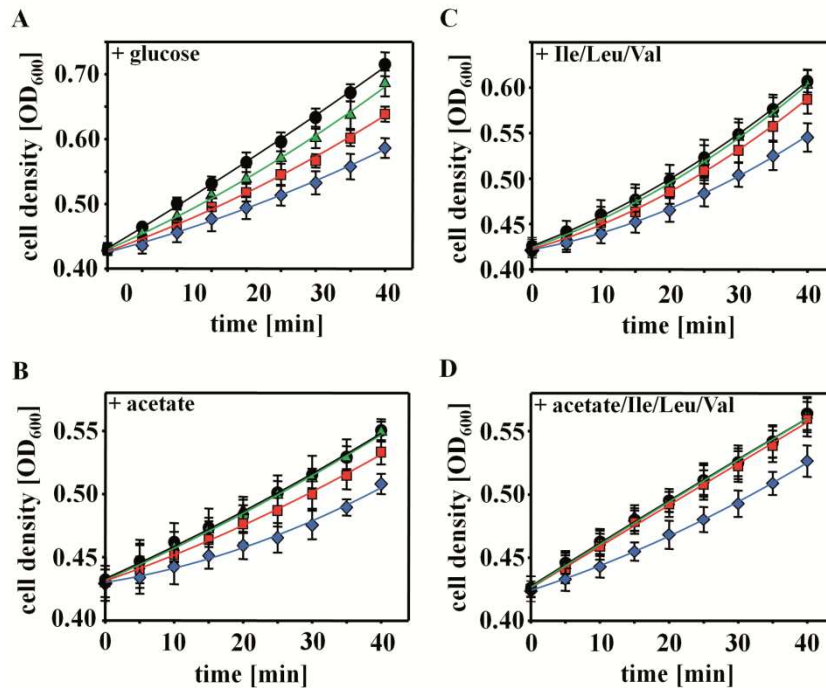 A
+ glucose
0.70
0.60
0.50
0.40
cell density [OD600]
0 10 20 30 40
time [min]
B
+ acetate
0.55
0.50
0.45
0.40
cell density [OD600]
0 10 20 30 40
time [min]
C
+ Ile/Leu/Val
0.60
0.55
0.50
0.45
0.40
cell density [OD600]
0 10 20 30 40
time [min]
D
+ acetate/Ile/Leu/Val
0.55
0.50
0.45
0.40
cell density [OD600]
0 10 20 30 40
time [min]